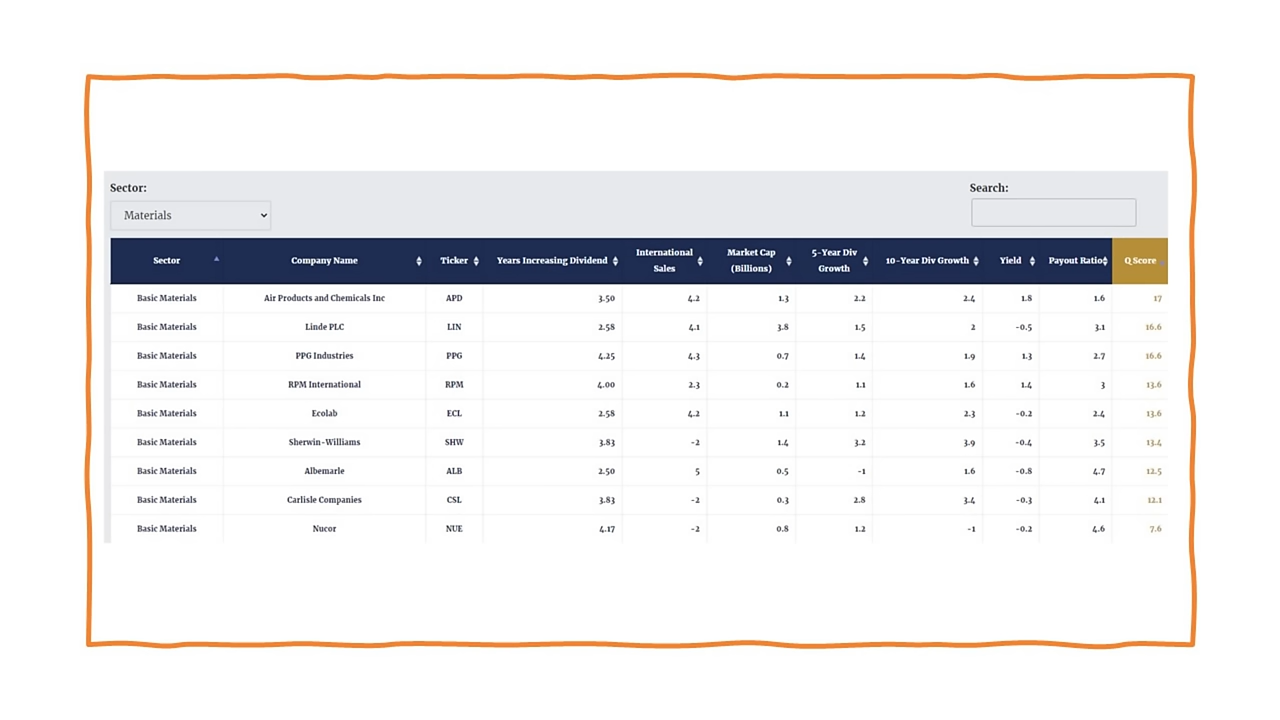 Sector:
Search:
Materials
Sector Company Name Ticker Years Increasing Dividend International Sales Market Cap (Billions) 5-Year Div Growth 10-Year Div Growth Yield Payout Ratio Q Score
Basic Materials Air Products and Chemicals Inc APD 3.50 4.2 1.3 2.2 2.4 1.8 1.6 17
Basic Materials Linde PLC LIN 2.58 4.1 3.8 1.5 2 -0.5 3.1 16.6
Basic Materials PPG Industries PPG 4.25 4.3 0.7 1.4 1.9 1.3 2.7 16.6
Basic Materials RPM International RPM 4.00 2.3 0.2 1.1 1.6 1.4 3 13.6
Basic Materials Ecolab ECL 2.58 4.2 1.1 1.2 2.3 -0.2 2.4 13.6
Basic Materials Sherwin-Williams SHW 3.83 -2 1.4 3.2 3.9 -0.4 3.5 13.4
Basic Materials Albemarle ALB 2.50 5 0.5 -1 1.6 -0.8 4.7 12.5
Basic Materials Carlisle Companies CSL 3.83 -2 0.3 2.8 3.4 -0.3 4.1 12.1
Basic Materials Nucor NUE 4.17 -2 0.8 1.2 -1 -0.2 4.6 7.6